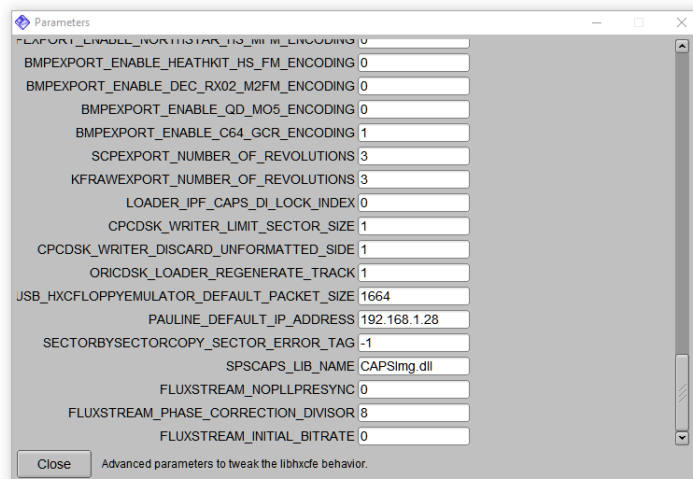 Parameters
BMPEXPORT_ENABLE_NORTHSTAR_HS_MFM_ENCODING 0
BMPEXPORT_ENABLE_HEATHKIT_HS_FM_ENCODING 0
BMPEXPORT_ENABLE_DEC_RX02_M2FM_ENCODING 0
BMPEXPORT_ENABLE_QD_MO5_ENCODING 0
BMPEXPORT_ENABLE_C64_GCR_ENCODING 1
SCPEXPORT_NUMBER_OF_REVOLUTIONS 3
KFRAWEXPORT_NUMBER_OF_REVOLUTIONS 3
LOADER_IPF_CAPS_DI_LOCK_INDEX 0
CPCDSK_WRITER_LIMIT_SECTOR_SIZE 1
CPCDSK_WRITER_DISCARD_UNFORMATTED_SIDE 1
ORICDSK_LOADER_REGENERATE_TRACK 1
USB_HXCFLOPPYEMULATOR_DEFAULT_PACKET_SIZE 1664
PAULINE_DEFAULT_IP_ADDRESS 192.168.1.28
SECTORBYSECTORCOPY_SECTOR_ERROR_TAG -1
SPSCAPS_LIB_NAME CAPSImg.dll
FLUXSTREAM_NOPLLPRESYNC 0
FLUXSTREAM_PHASE_CORRECTION_DIVISOR 8
FLUXSTREAM_INITIAL_BITRATE 0
Close Advanced parameters to tweak the libhxcfe behavior.